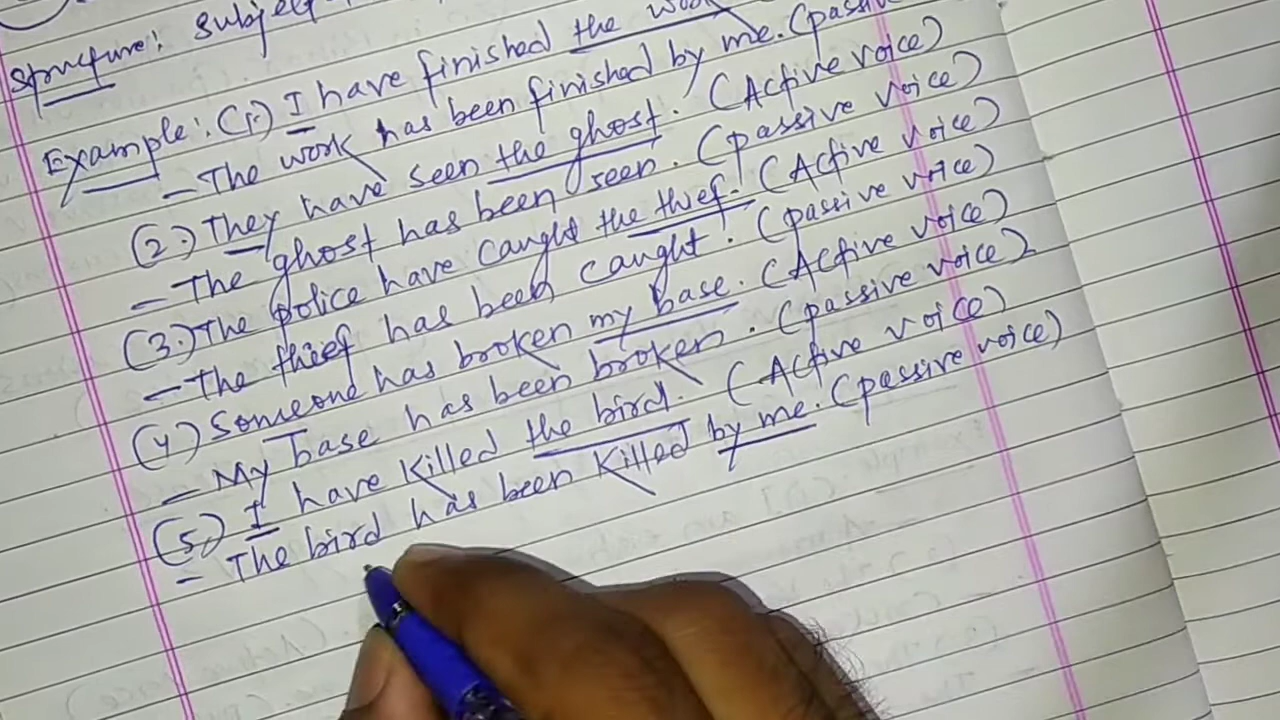 Structure: Subject
Example: (1.) I have finished the work
- The work has been finished by me. (passive
(2.) They have seen the ghost. (Active voice)
- The ghost has been seen. (passive voice)
(3.) The police have caught the thief. (Active voice)
- The thief has been caught. (passive voice)
(4) Someone has broken my base. (Active voice)
- My base has been broken. (passive voice)
(5.) I have killed the bird. (Active voice)
- The bird has been killed by me. (passive voice)